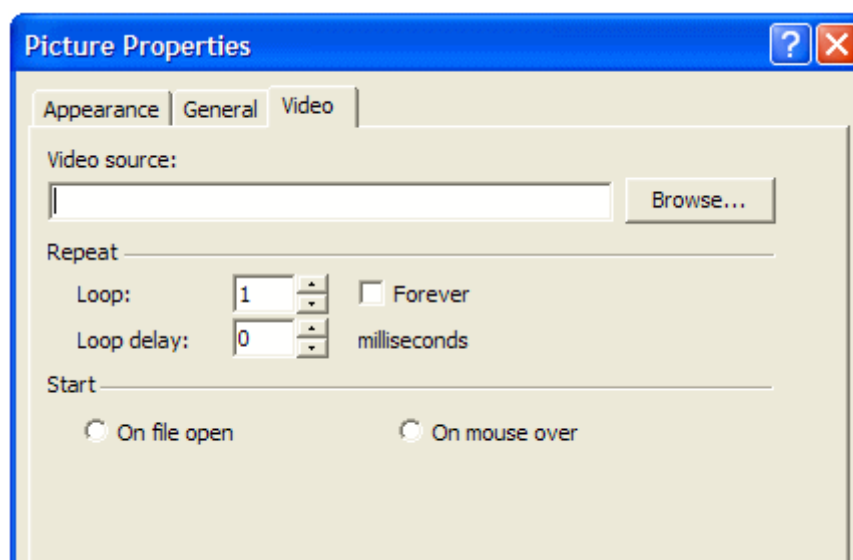 Picture Properties
?
Appearance General Video
Video source:
Browse...
Repeat
Loop: 1 Forever
Loop delay: 0 milliseconds
Start
On file open On mouse over